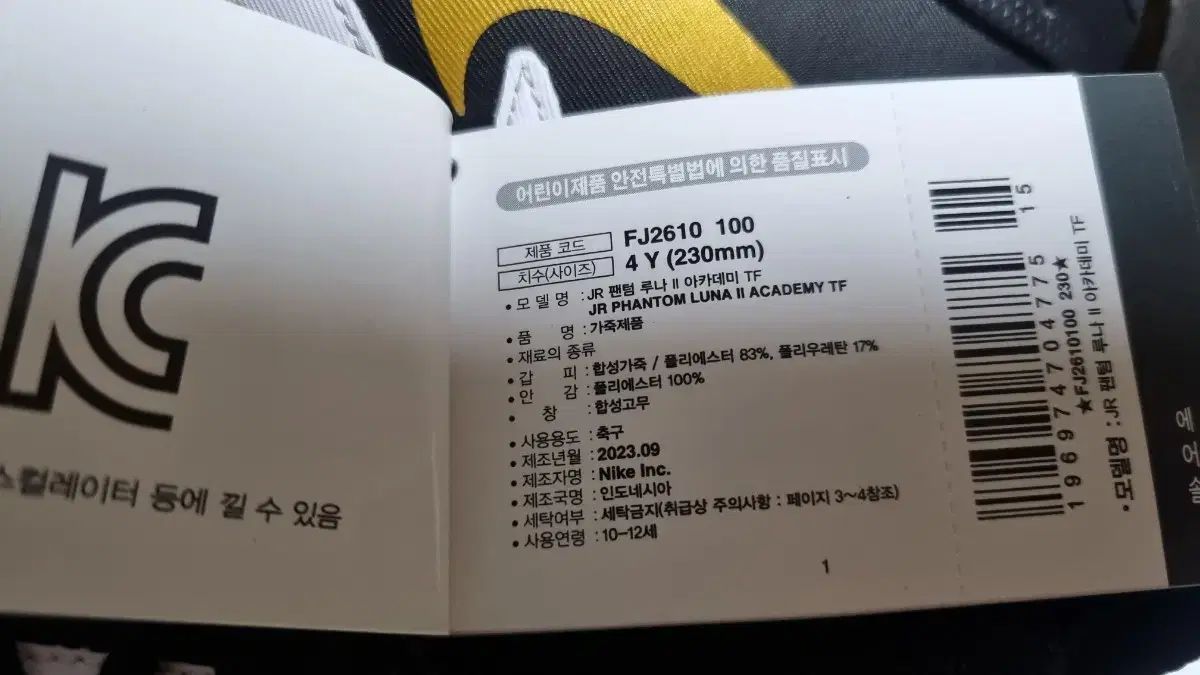 KC
스컬레이터 등에 낄 수 있음
어린이제품 안전특별법에 의한 품질표시
제품 코드 FJ2610 100
치수(사이즈) 4 Y (230mm)
• 모 델 명 : JR 팬텀 루나 II 아카데미 TF
JR PHANTOM LUNA II ACADEMY TF
• 품 명 : 가죽제품
• 재료의 종류
• 갑 피 : 합성가죽 / 폴리에스터 83%, 폴리우레탄 17%
• 안 감 : 폴리에스터 100%
• 창 : 합성고무
• 사용용도 : 축구
• 제조년월 : 2023.09
• 제조자명 : Nike Inc.
• 제조국명 : 인도네시아
• 세탁여부 : 세탁금지(취급상 주의사항 : 페이지 3~4참조)
• 사용연령 : 10-12세
1
15
196974704775
★FJ2610100 230★
• 모델명 : JR 팬텀 루나 II 아카데미 TF
에
어
솔